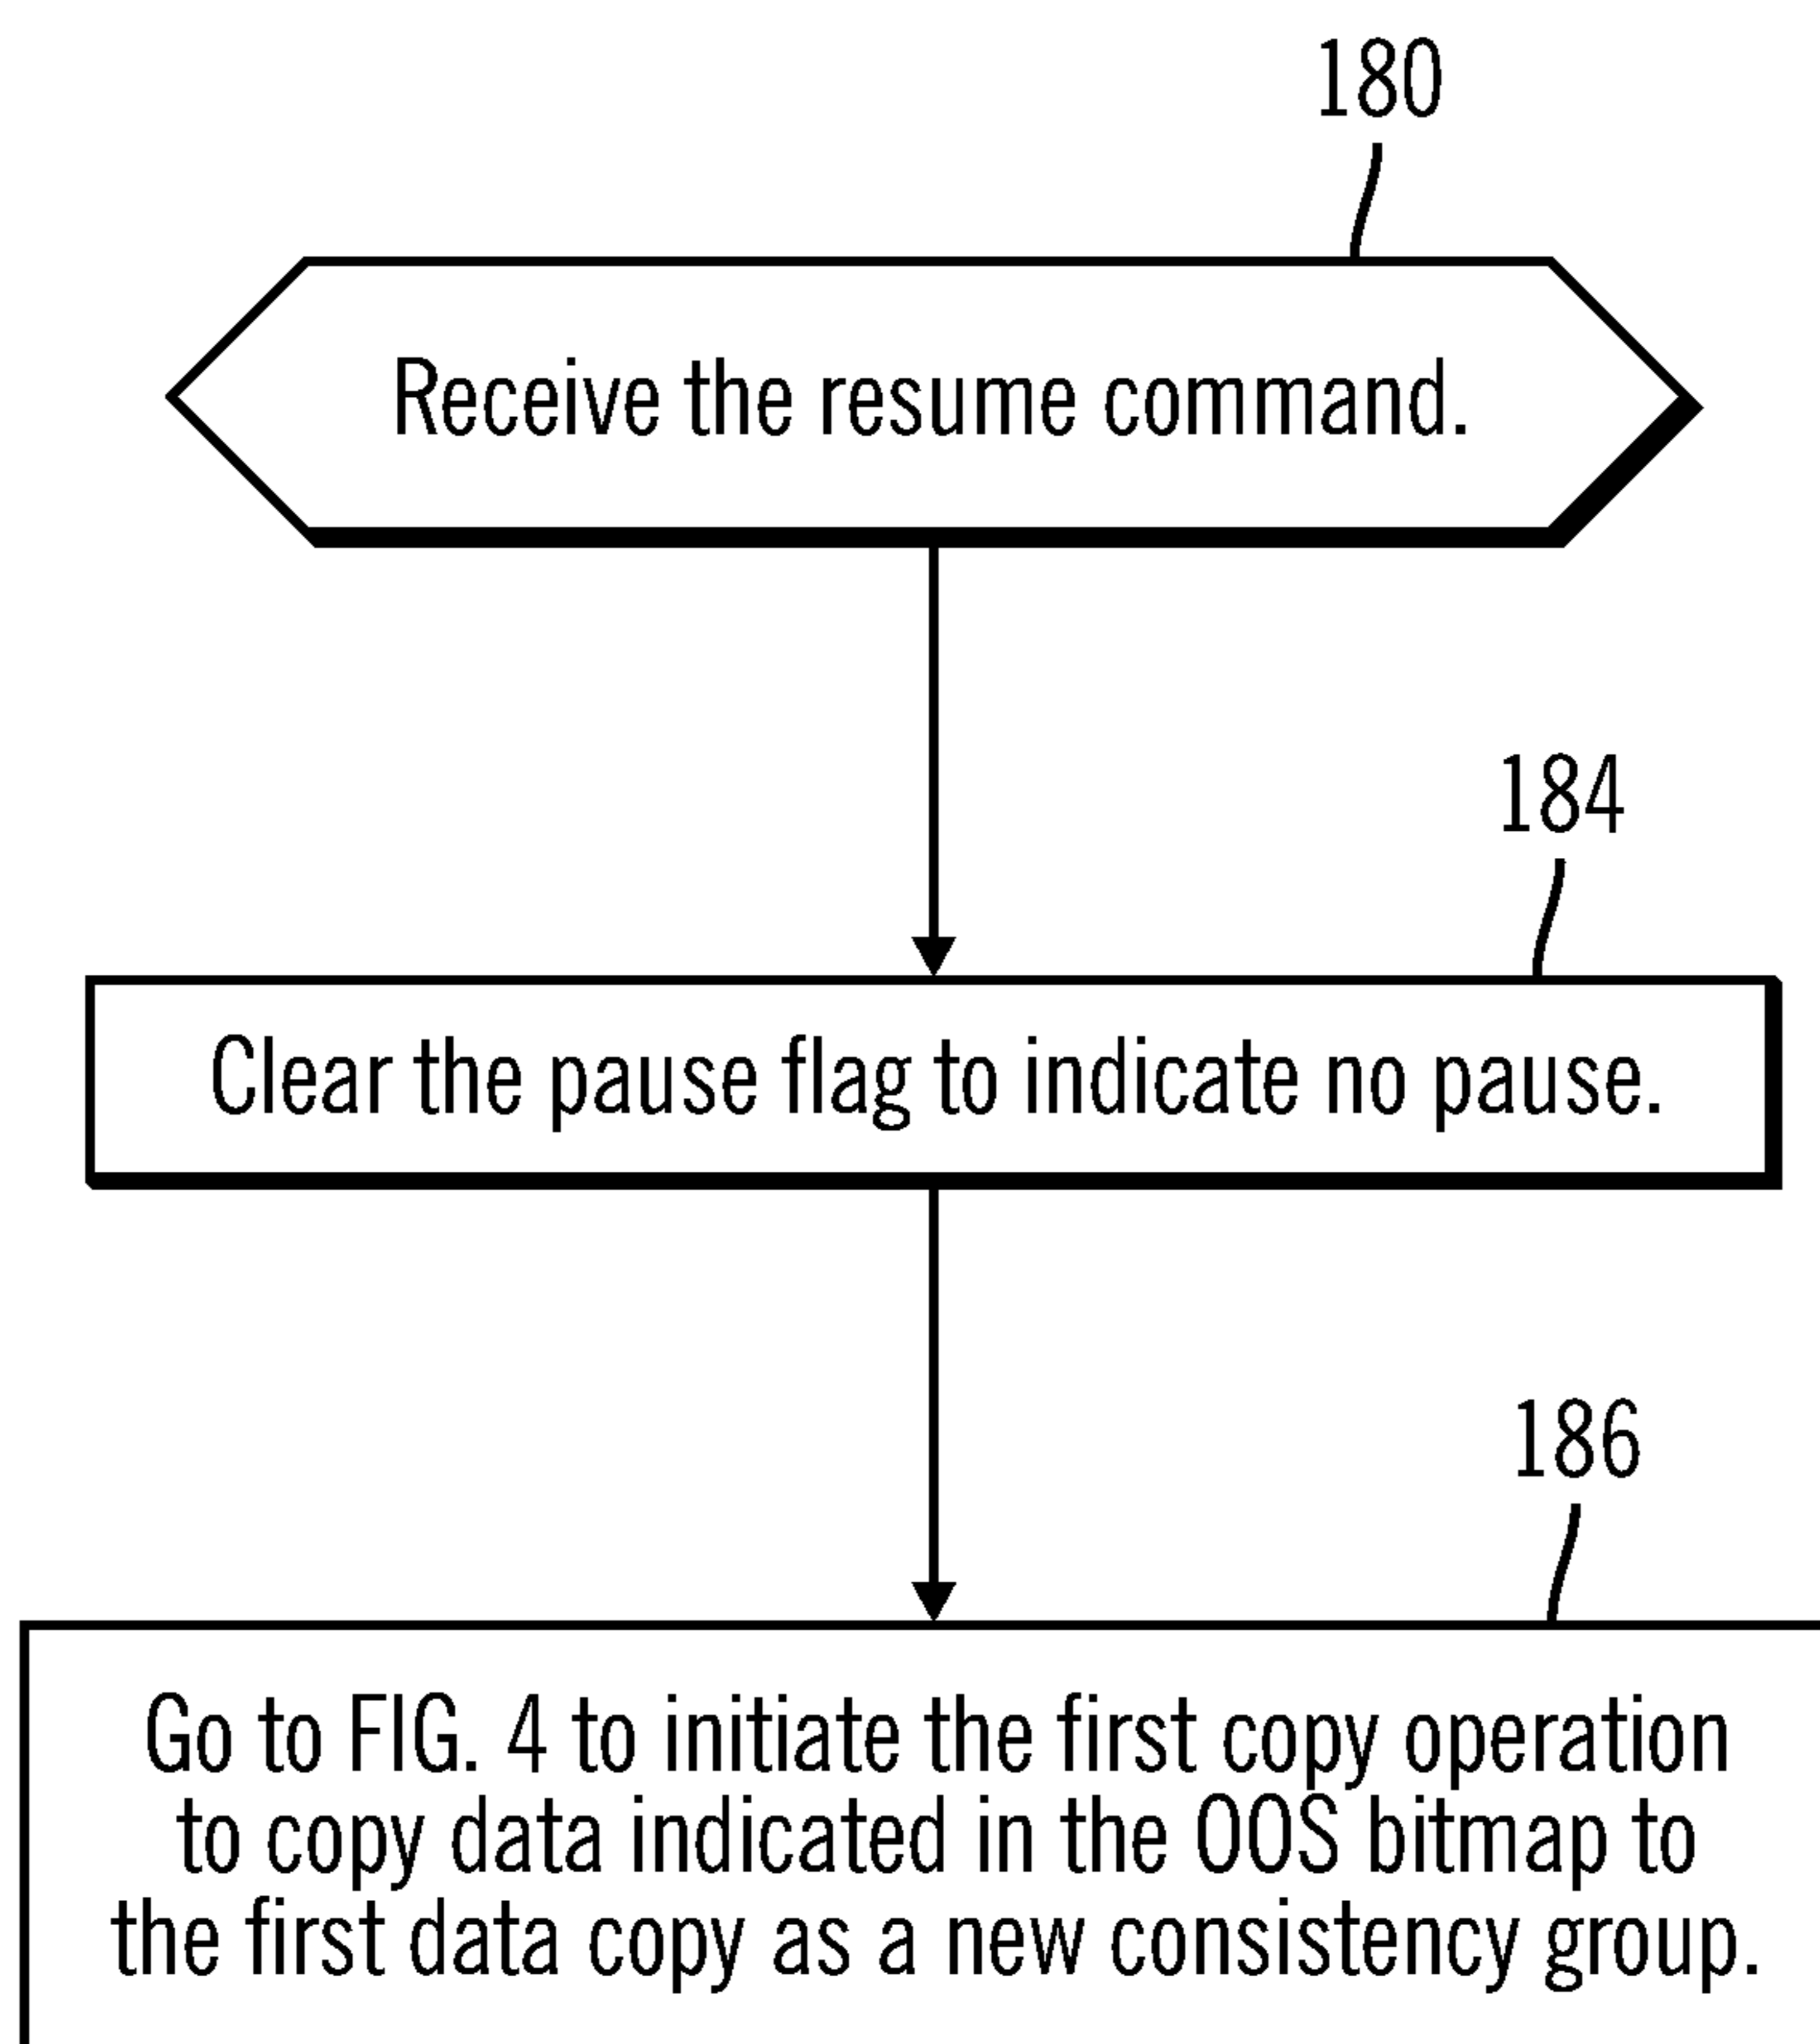 180
Receive the resume command.
184
Clear the pause flag to indicate no pause.
186
Go to FIG. 4 to initiate the first copy operation
to copy data indicated in the OOS bitmap to
the first data copy as a new consistency group.